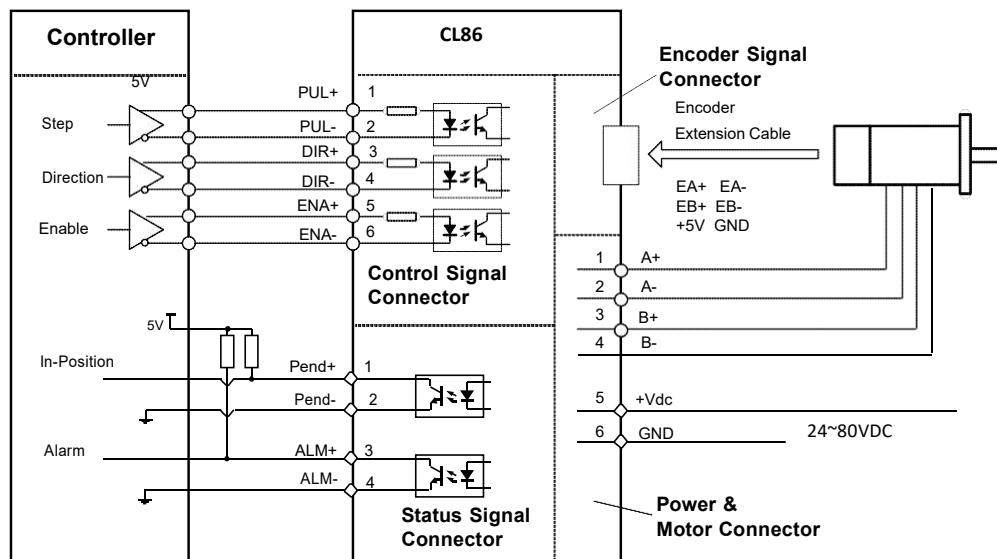 Controller
CL86
5V
PUL+ 1
Step
PUL- 2
DIR+ 3
Direction
DIR- 4
ENA+ 5
Enable
ENA- 6
Control Signal
Connector
Encoder Signal
Connector
Encoder
Extension Cable
EA+ EA-
EB+ EB-
+5V GND
1 A+
2 A-
3 B+
4 B-
5V
In-Position
Pend+ 1
Pend- 2
Alarm
ALM+ 3
ALM- 4
Status Signal
Connector
5 +Vdc
6 GND
24~80VDC
Power &
Motor Connector